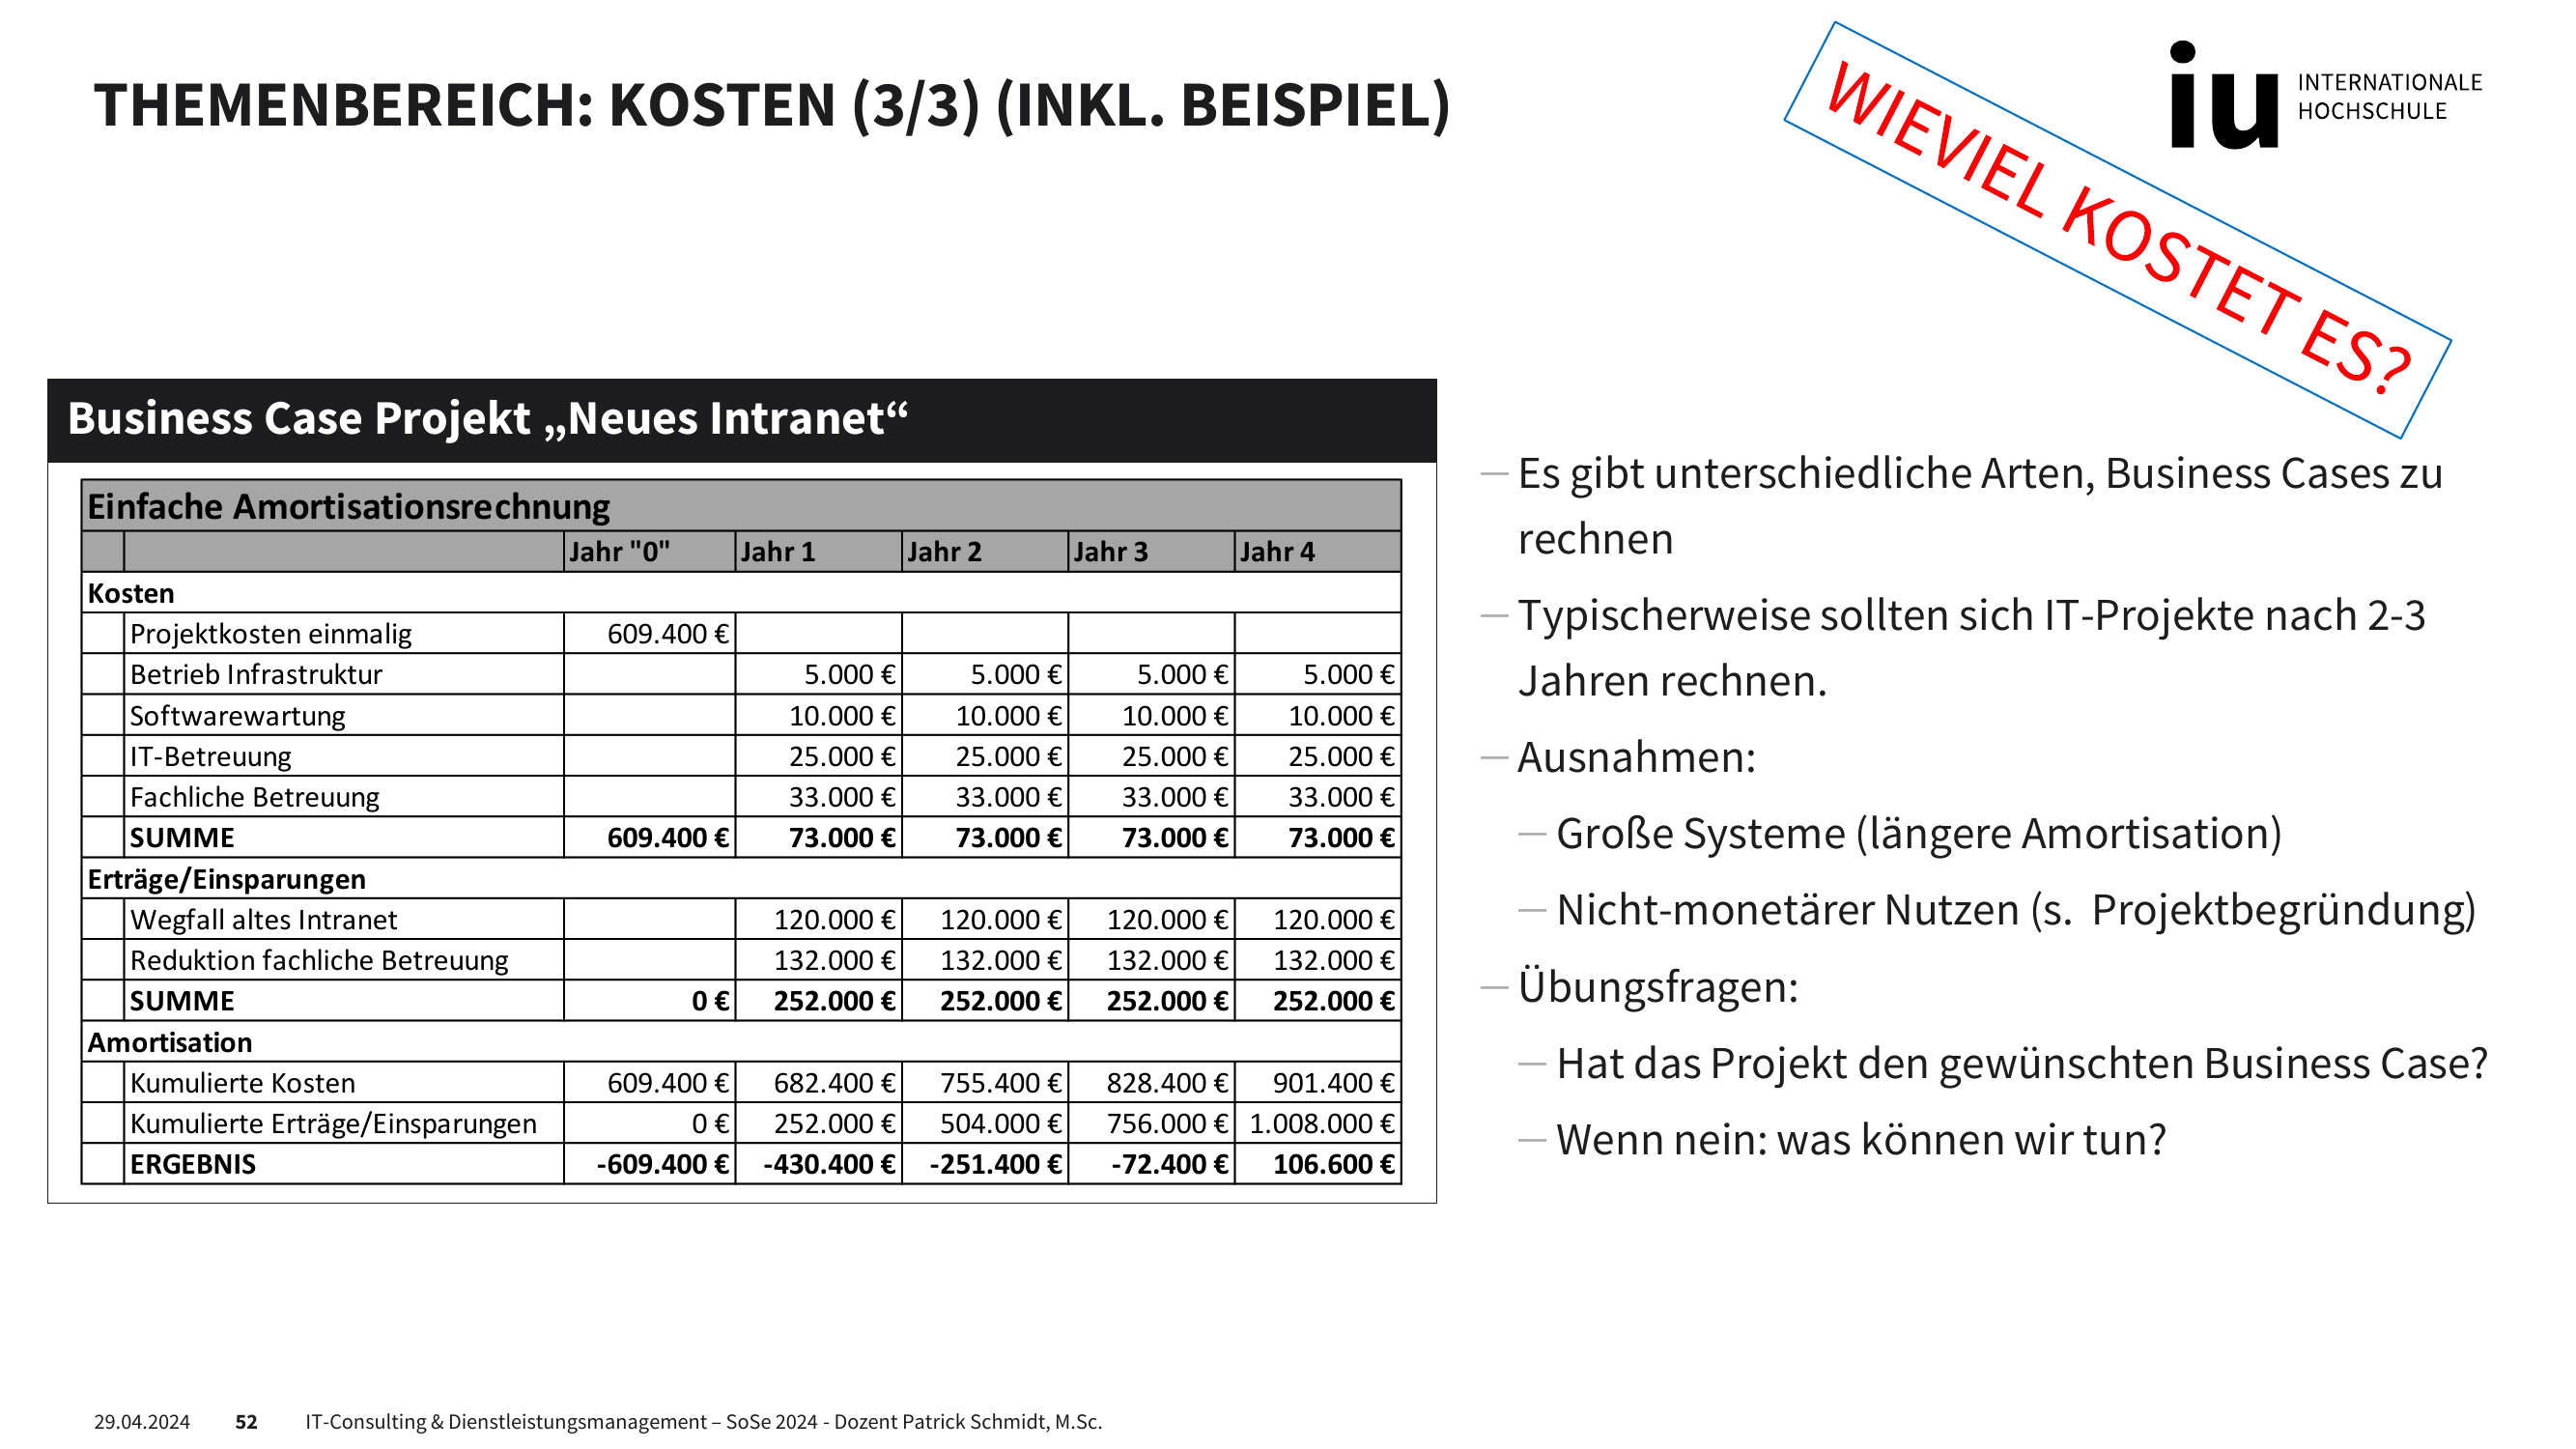 THEMENBEREICH: KOSTEN (3/3) (INKL. BEISPIEL)
WIEVIEL KOSTET ES?
iu INTERNATIONALE
HOCHSCHULE
Business Case Projekt „Neues Intranet“
Einfache Amortisationsrechnung
Jahr "0" Jahr 1 Jahr 2 Jahr 3 Jahr 4
Kosten
Projektkosten einmalig 609.400 €
Betrieb Infrastruktur 5.000 € 5.000 € 5.000 € 5.000 €
Softwarewartung 10.000 € 10.000 € 10.000 € 10.000 €
IT-Betreuung 25.000 € 25.000 € 25.000 € 25.000 €
Fachliche Betreuung 33.000 € 33.000 € 33.000 € 33.000 €
SUMME 609.400 € 73.000 € 73.000 € 73.000 € 73.000 €
Erträge/Einsparungen
Wegfall altes Intranet 120.000 € 120.000 € 120.000 € 120.000 €
Reduktion fachliche Betreuung 132.000 € 132.000 € 132.000 € 132.000 €
SUMME 0 € 252.000 € 252.000 € 252.000 € 252.000 €
Amortisation
Kumulierte Kosten 609.400 € 682.400 € 755.400 € 828.400 € 901.400 €
Kumulierte Erträge/Einsparungen 0 € 252.000 € 504.000 € 756.000 € 1.008.000 €
ERGEBNIS -609.400 € -430.400 € -251.400 € -72.400 € 106.600 €
— Es gibt unterschiedliche Arten, Business Cases zu
rechnen
— Typischerweise sollten sich IT-Projekte nach 2-3
Jahren rechnen.
— Ausnahmen:
— Große Systeme (längere Amortisation)
— Nicht-monetärer Nutzen (s. Projektbegründung)
— Übungsfragen:
— Hat das Projekt den gewünschten Business Case?
— Wenn nein: was können wir tun?
29.04.2024 52 IT-Consulting & Dienstleistungsmanagement – SoSe 2024 - Dozent Patrick Schmidt, M.Sc.